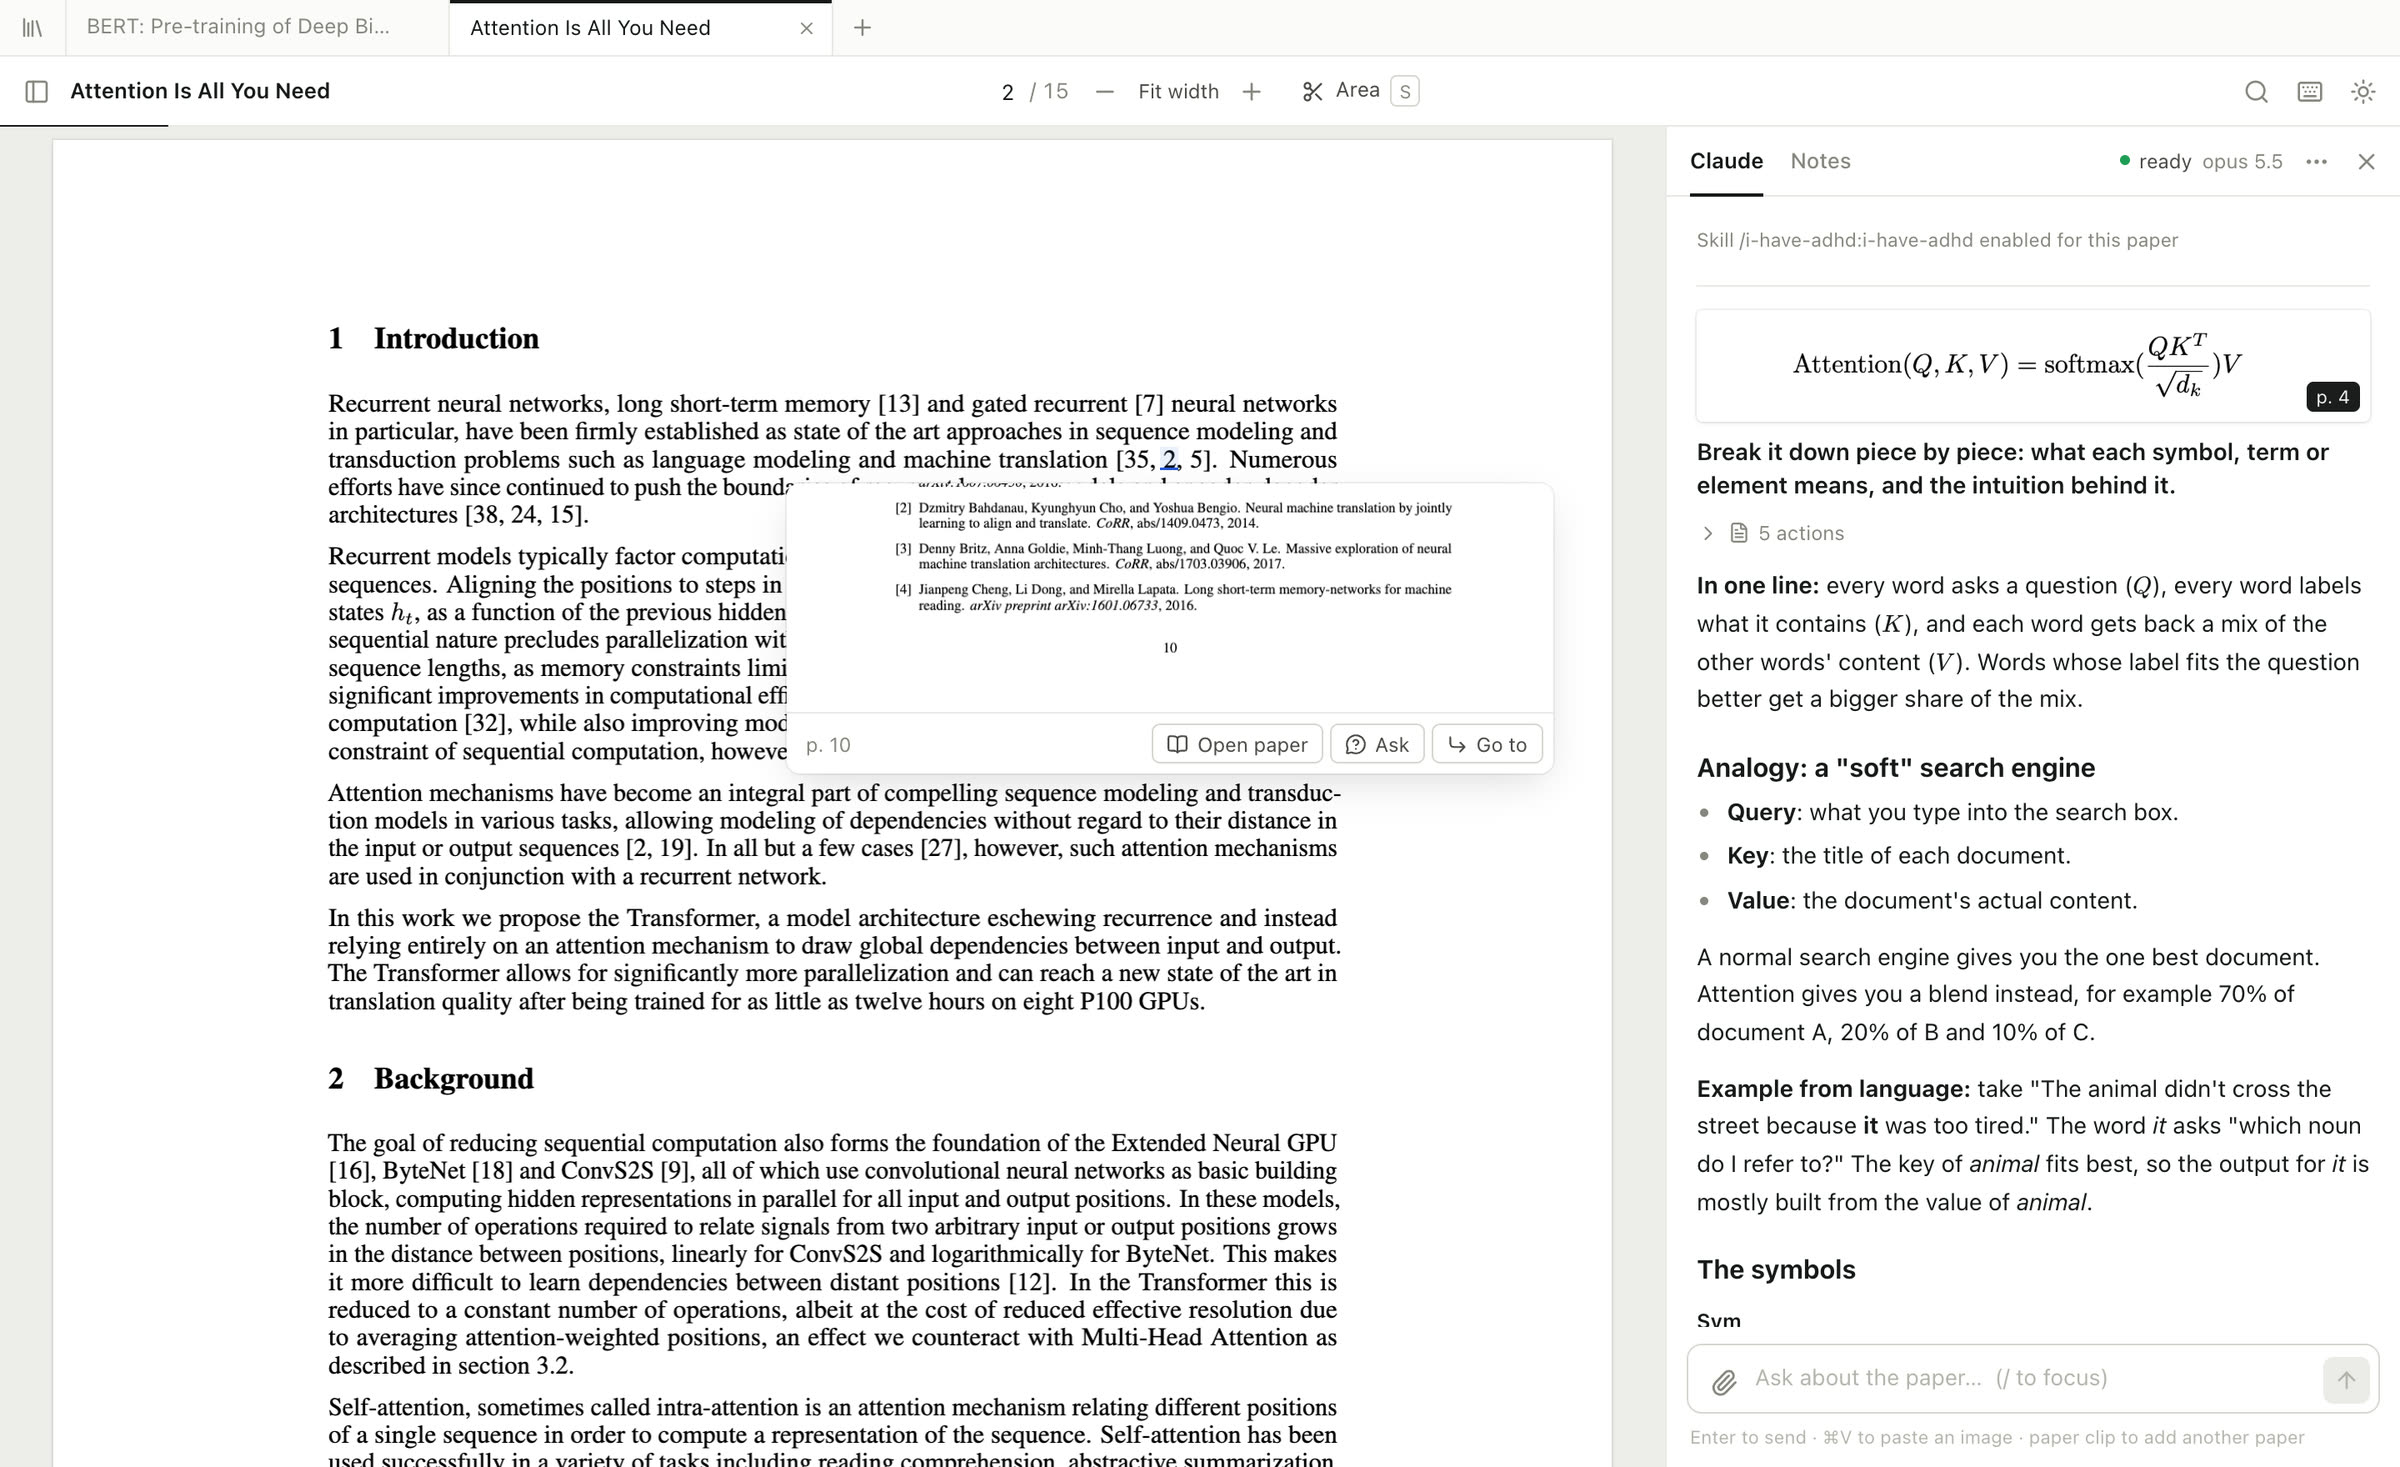 BERT: Pre-training of Deep Bi...
Attention Is All You Need
Attention Is All You Need
2 / 15
Fit width
Area S
1 Introduction
Recurrent neural networks, long short-term memory [13] and gated recurrent [7] neural networks
in particular, have been firmly established as state of the art approaches in sequence modeling and
transduction problems such as language modeling and machine translation [35, 2, 5]. Numerous
efforts have since continued to push the
architectures [38, 24, 15].
Recurrent models typically factor
sequences. Aligning the positions to steps in
states hₜ, as a function of the previous hidden
sequential nature precludes parallelization
sequence lengths, as memory constraints
significant improvements in computational
computation [32], while also improving
constraint of sequential computation,
[2] Dzmitry Bahdanau, Kyunghyun Cho, and Yoshua Bengio. Neural machine translation by jointly
learning to align and translate. CoRR, abs/1409.0473, 2014.
[3] Denny Britz, Anna Goldie, Minh-Thang Luong, and Quoc V. Le. Massive exploration of neural
machine translation architectures. CoRR, abs/1703.03906, 2017.
[4] Jianpeng Cheng, Li Dong, and Mirella Lapata. Long short-term memory-networks for machine
reading. arXiv preprint arXiv:1601.06733, 2016.
10
p. 10
Open paper
Ask
Go to
Attention mechanisms have become an integral part of compelling sequence modeling and transduc-
tion models in various tasks, allowing modeling of dependencies without regard to their distance in
the input or output sequences [2, 19]. In all but a few cases [27], however, such attention mechanisms
are used in conjunction with a recurrent network.
In this work we propose the Transformer, a model architecture eschewing recurrence and instead
relying entirely on an attention mechanism to draw global dependencies between input and output.
The Transformer allows for significantly more parallelization and can reach a new state of the art in
translation quality after being trained for as little as twelve hours on eight P100 GPUs.
2 Background
The goal of reducing sequential computation also forms the foundation of the Extended Neural GPU
[16], ByteNet [18] and ConvS2S [9], all of which use convolutional neural networks as basic building
block, computing hidden representations in parallel for all input and output positions. In these models,
the number of operations required to relate signals from two arbitrary input or output positions grows
in the distance between positions, linearly for ConvS2S and logarithmically for ByteNet. This makes
it more difficult to learn dependencies between distant positions [12]. In the Transformer this is
reduced to a constant number of operations, albeit at the cost of reduced effective resolution due
to averaging attention-weighted positions, an effect we counteract with Multi-Head Attention as
described in section 3.2.
Self-attention, sometimes called intra-attention is an attention mechanism relating different positions
of a single sequence in order to compute a representation of the sequence. Self-attention has been
used successfully in a variety of tasks including reading comprehension, abstractive summarization,
Claude
Notes
ready opus 5.5
Skill /i-have-adhd:i-have-adhd enabled for this paper
Attention(Q, K, V) = softmax(QKᵀ/√dₖ)V
p. 4
Break it down piece by piece: what each symbol, term or
element means, and the intuition behind it.
5 actions
In one line: every word asks a question (Q), every word labels
what it contains (K), and each word gets back a mix of the
other words' content (V). Words whose label fits the question
better get a bigger share of the mix.
Analogy: a "soft" search engine
• Query: what you type into the search box.
• Key: the title of each document.
• Value: the document's actual content.
A normal search engine gives you the one best document.
Attention gives you a blend instead, for example 70% of
document A, 20% of B and 10% of C.
Example from language: take "The animal didn't cross the
street because it was too tired." The word it asks "which noun
do I refer to?" The key of animal fits best, so the output for it is
mostly built from the value of animal.
The symbols
Sym
Ask about the paper... (/ to focus)
Enter to send · ⌘V to paste an image · paper clip to add another paper